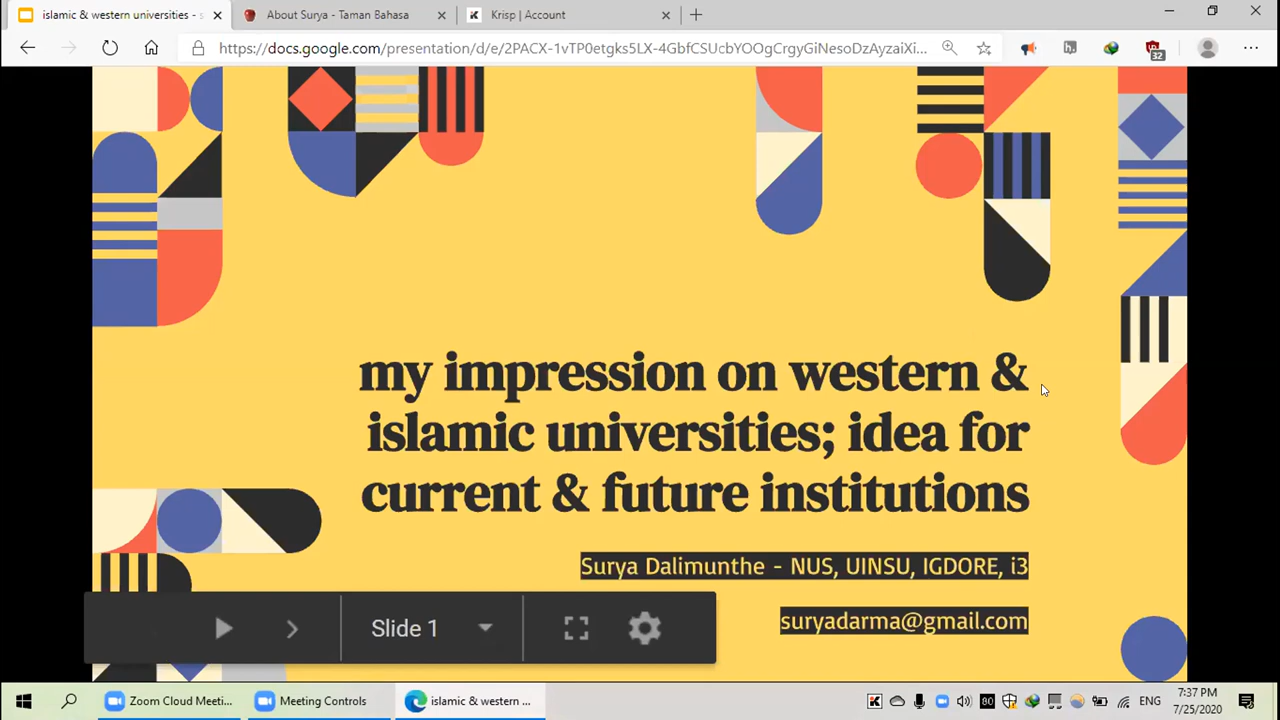 islamic & western universities - s
About Surya - Taman Bahasa
Krisp | Account
https://docs.google.com/presentation/d/e/2PACX-1vTP0etgks5LX-4GbfCSUcbYOOgCrgyGiNesoDzAyzaiXi...
32
my impression on western &
islamic universities; idea for
current & future institutions
Surya Dalimunthe - NUS, UINSU, IGDORE, i3
suryadarma@gmail.com
Slide 1
Zoom Cloud Meeti...
Meeting Controls
islamic & western ...
80
ENG
7:37 PM
7/25/2020